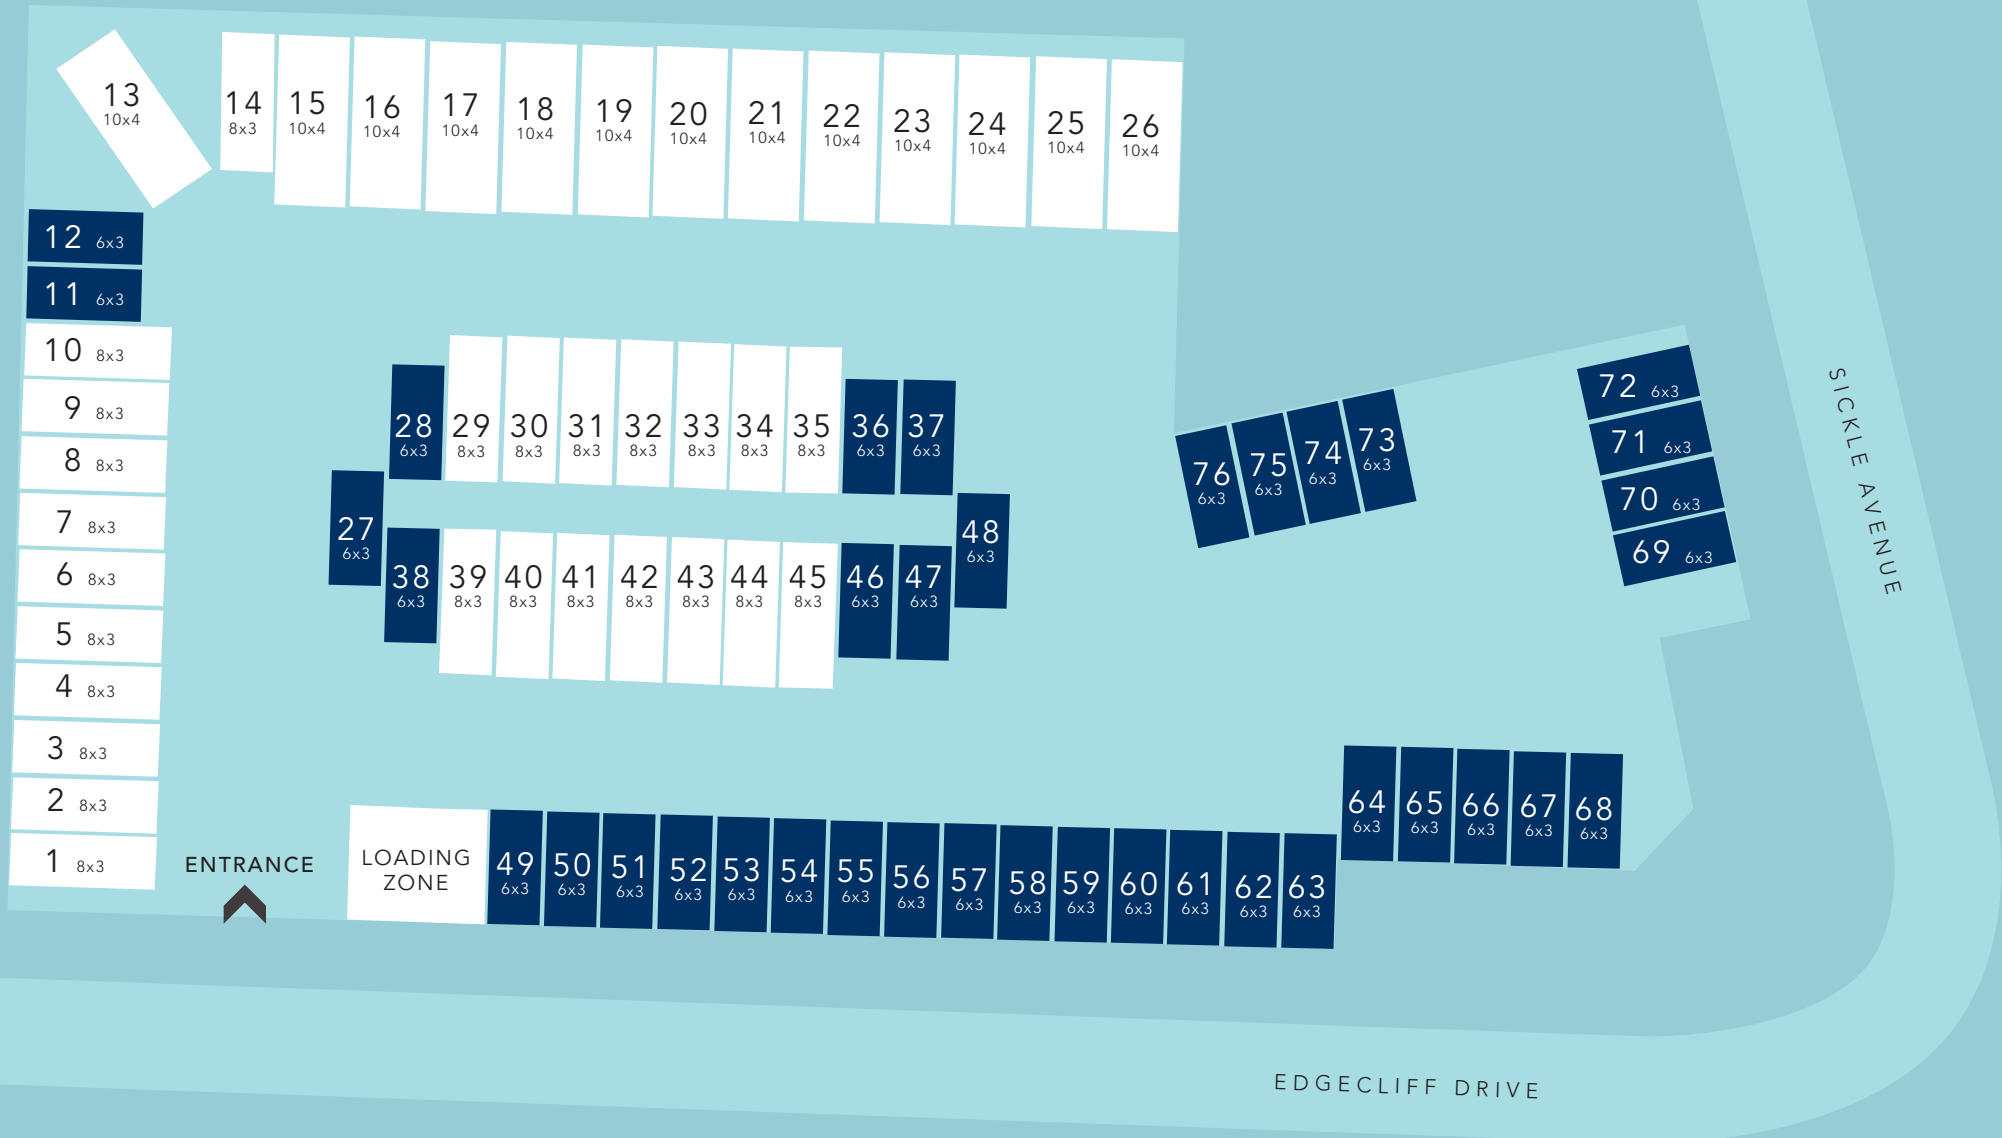 13
10x4
14
8x3
15
10x4
16
10x4
17
10x4
18
10x4
19
10x4
20
10x4
21
10x4
22
10x4
23
10x4
24
10x4
25
10x4
26
10x4
12 6x3
11 6x3
10 8x3
9 8x3
8 8x3
7 8x3
6 8x3
5 8x3
4 8x3
3 8x3
2 8x3
1 8x3
27
6x3
28
6x3
29
8x3
30
8x3
31
8x3
32
8x3
33
8x3
34
8x3
35
8x3
36
6x3
37
6x3
38
6x3
39
8x3
40
8x3
41
8x3
42
8x3
43
8x3
44
8x3
45
8x3
46
6x3
47
6x3
48
6x3
76
6x3
75
6x3
74
6x3
73
6x3
72 6x3
71 6x3
70 6x3
69 6x3
SICKLE AVENUE
ENTRANCE
LOADING
ZONE
49
6x3
50
6x3
51
6x3
52
6x3
53
6x3
54
6x3
55
6x3
56
6x3
57
6x3
58
6x3
59
6x3
60
6x3
61
6x3
62
6x3
63
6x3
64
6x3
65
6x3
66
6x3
67
6x3
68
6x3
EDGECLIFF DRIVE